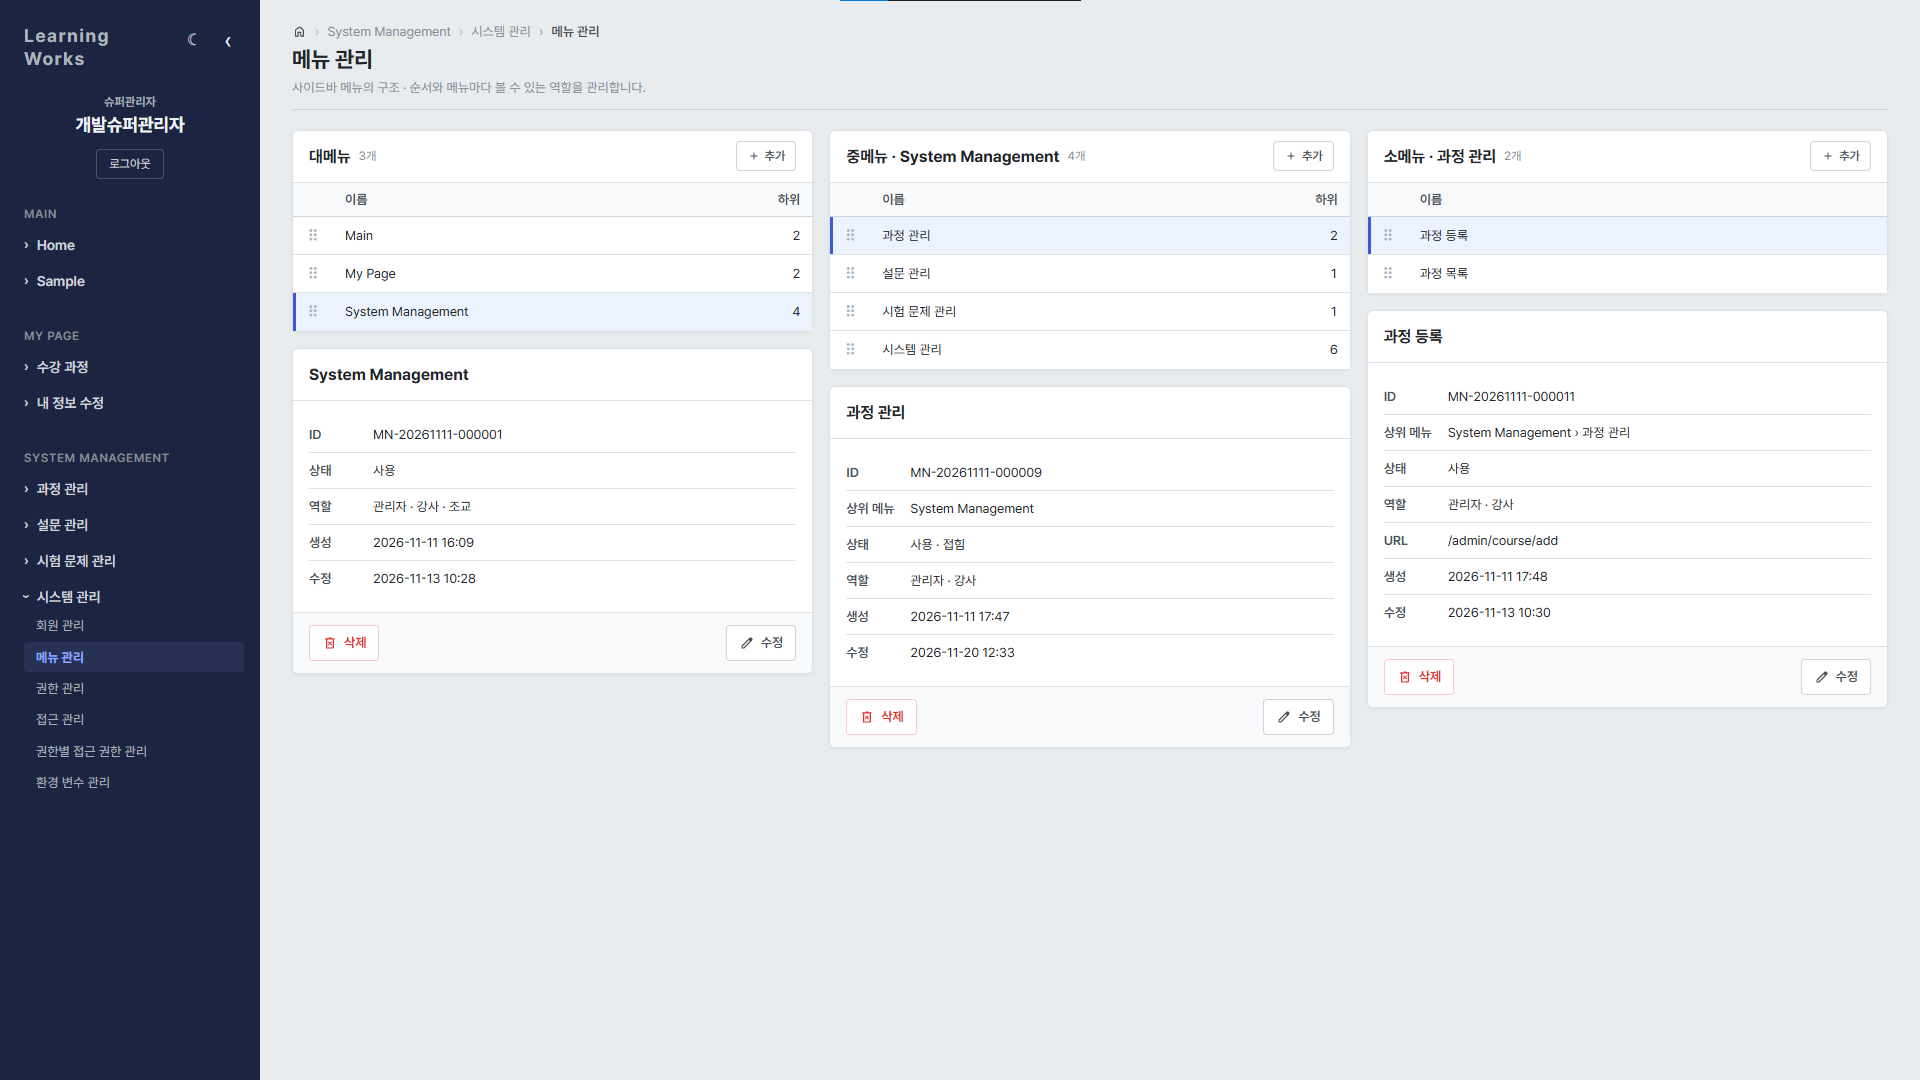 Learning
Works
슈퍼관리자
개발슈퍼관리자
로그아웃
MAIN
Home
Sample
MY PAGE
수강 과정
내 정보 수정
SYSTEM MANAGEMENT
과정 관리
설문 관리
시험 문제 관리
시스템 관리
회원 관리
메뉴 관리
권한 관리
접근 관리
권한별 접근 권한 관리
환경 변수 관리
› System Management › 시스템 관리 › 메뉴 관리
메뉴 관리
사이드바 메뉴의 구조 · 순서와 메뉴마다 볼 수 있는 역할을 관리합니다.
대메뉴 3개
+ 추가
이름 하위
Main 2
My Page 2
System Management 4
System Management
ID MN-20261111-000001
상태 사용
역할 관리자 · 강사 · 조교
생성 2026-11-11 16:09
수정 2026-11-13 10:28
삭제 수정
중메뉴 · System Management 4개
+ 추가
이름 하위
과정 관리 2
설문 관리 1
시험 문제 관리 1
시스템 관리 6
과정 관리
ID MN-20261111-000009
상위 메뉴 System Management
상태 사용 · 접힘
역할 관리자 · 강사
생성 2026-11-11 17:47
수정 2026-11-20 12:33
삭제 수정
소메뉴 · 과정 관리 2개
+ 추가
이름
과정 등록
과정 목록
과정 등록
ID MN-20261111-000011
상위 메뉴 System Management › 과정 관리
상태 사용
역할 관리자 · 강사
URL /admin/course/add
생성 2026-11-11 17:48
수정 2026-11-13 10:30
삭제 수정